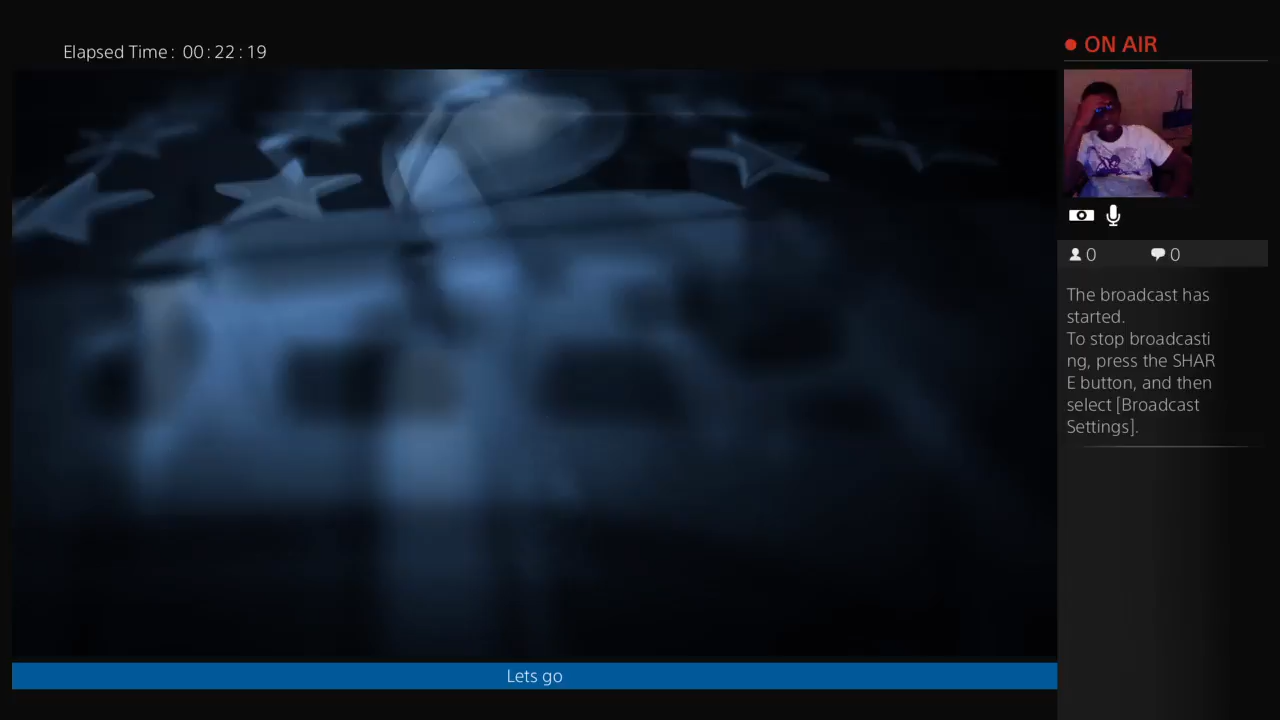 Elapsed Time: 00:22:19
ON AIR
0 0
The broadcast has
started.
To stop broadcasti
ng, press the SHAR
E button, and then
select [Broadcast
Settings].
Lets go